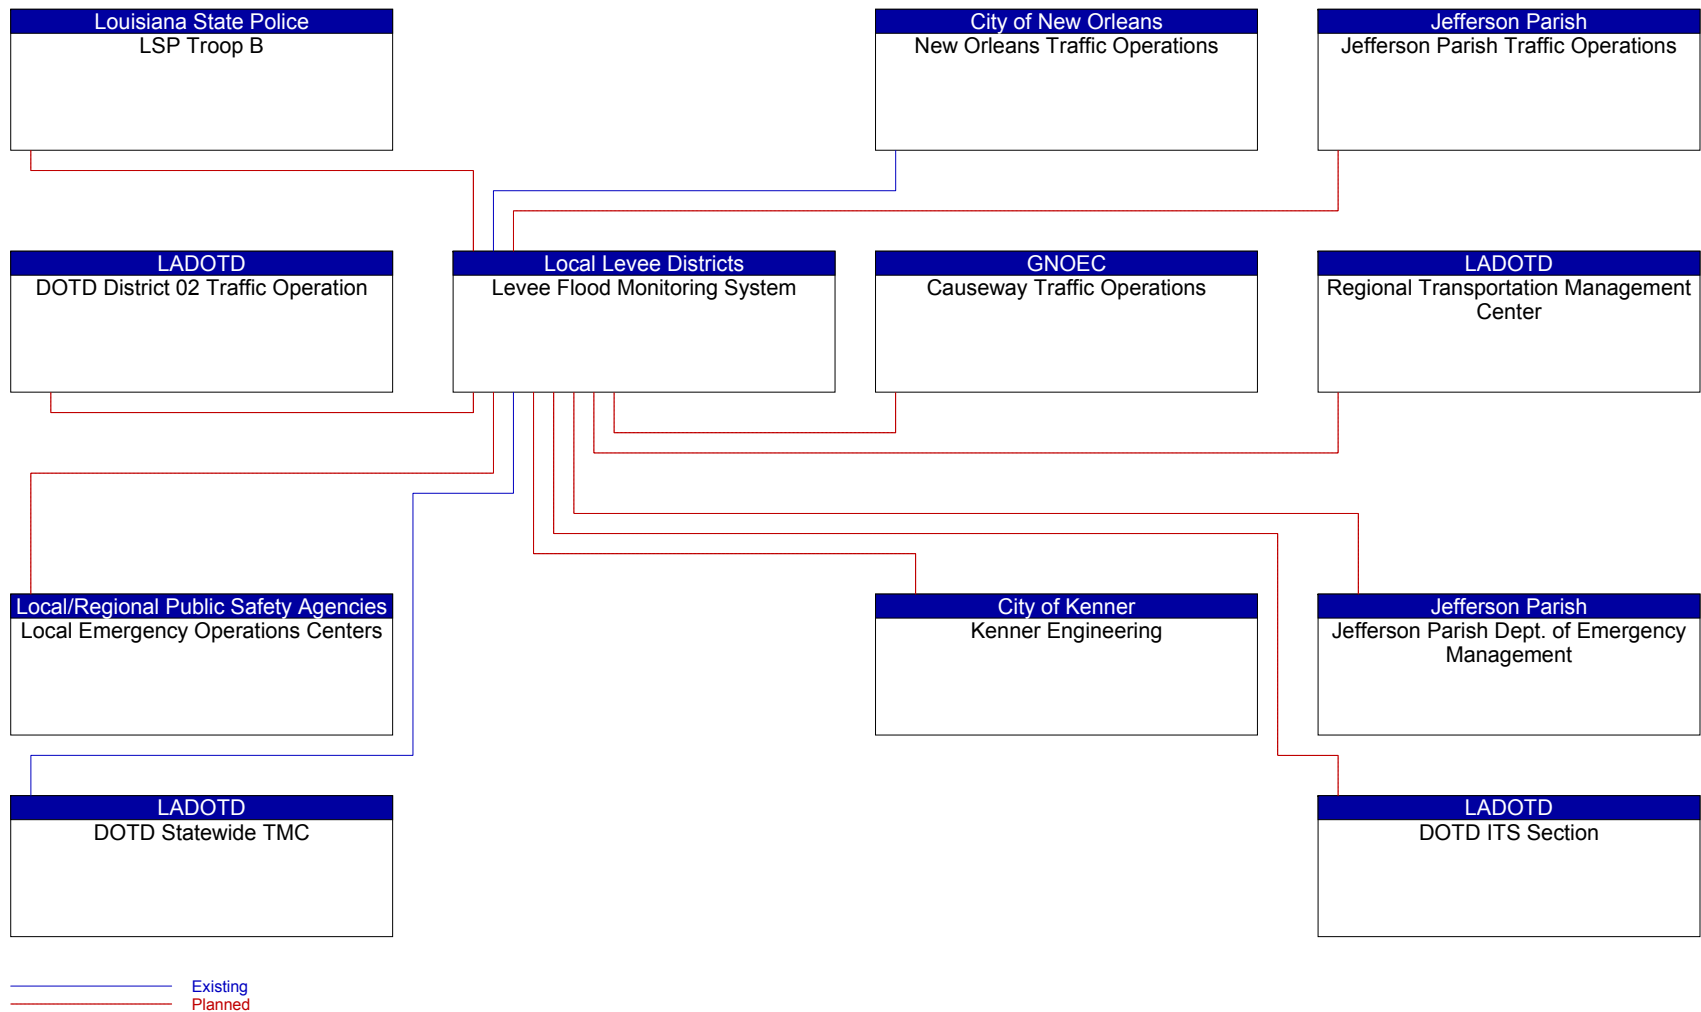 Louisiana State Police
LSP Troop B
City of New Orleans
New Orleans Traffic Operations
Jefferson Parish
Jefferson Parish Traffic Operations
LADOTD
DOTD District 02 Traffic Operation
Local Levee Districts
Levee Flood Monitoring System
GNOEC
Causeway Traffic Operations
LADOTD
Regional Transportation Management
Center
Local/Regional Public Safety Agencies
Local Emergency Operations Centers
City of Kenner
Kenner Engineering
Jefferson Parish
Jefferson Parish Dept. of Emergency
Management
LADOTD
DOTD Statewide TMC
LADOTD
DOTD ITS Section
Existing
Planned